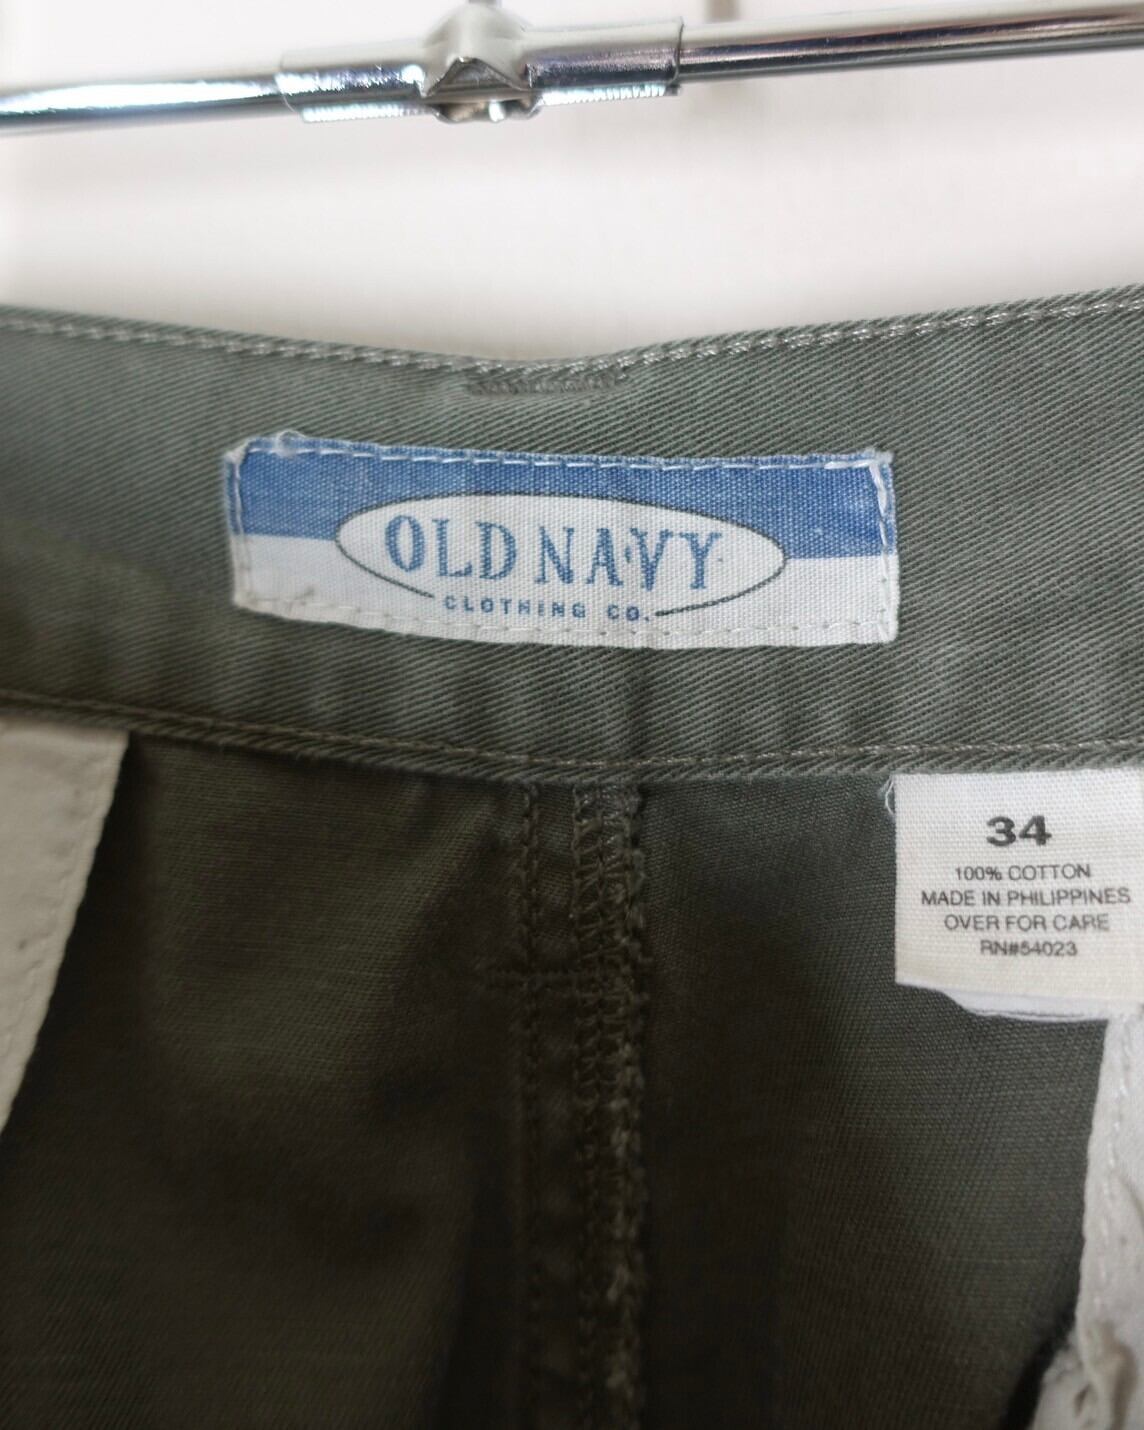 OLD NAVY
CLOTHING CO.
34
100% COTTON
MADE IN PHILIPPINES
OVER FOR CARE
RN#54023